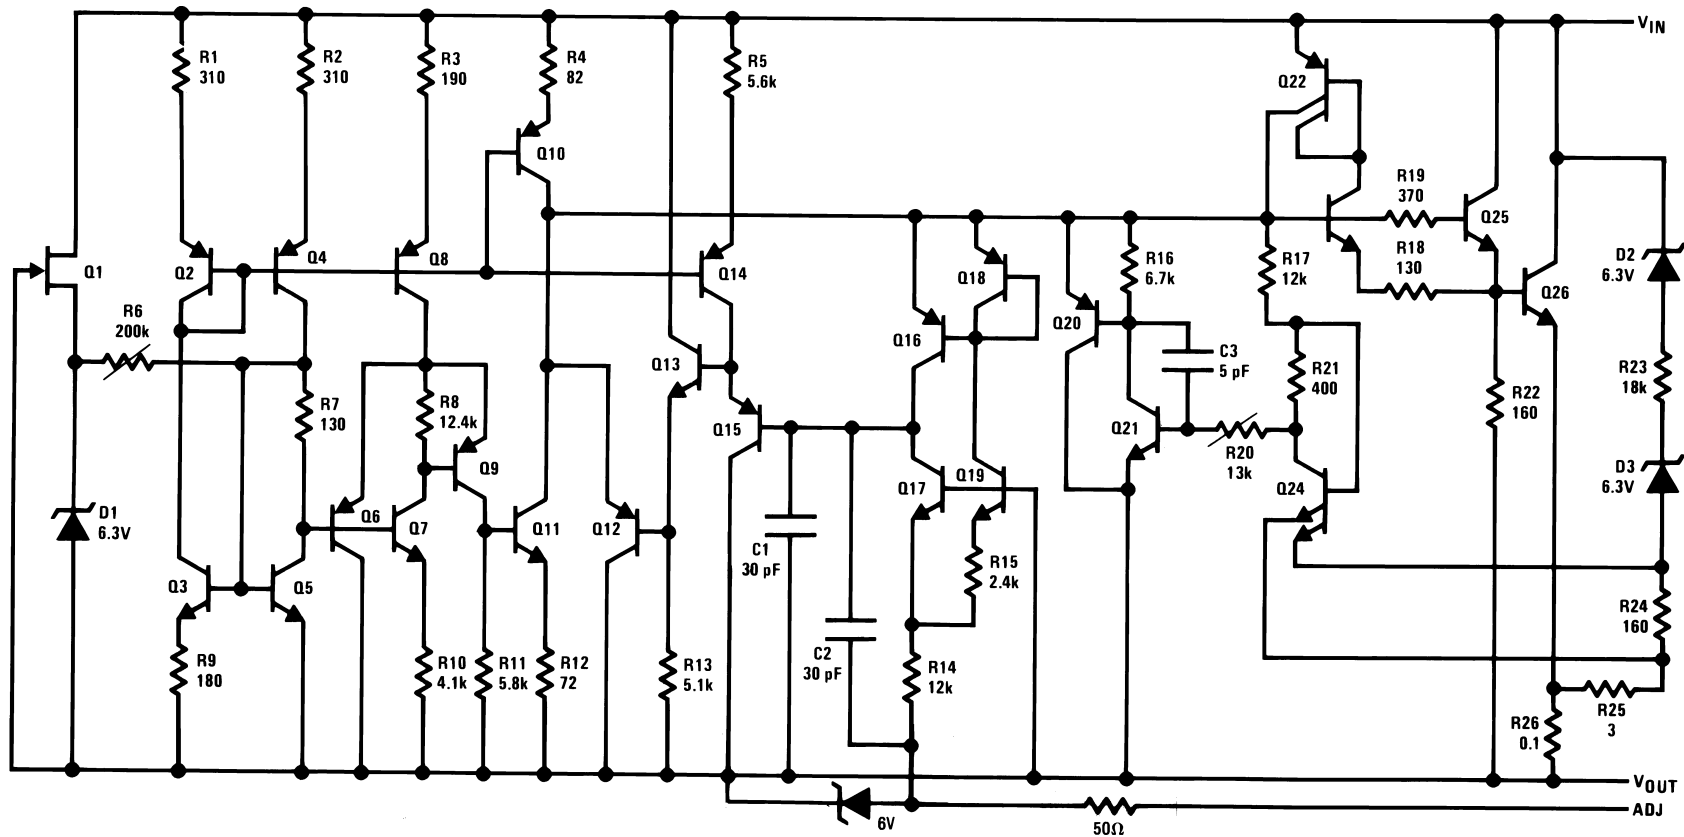 R1
310
R2
310
R3
190
R4
82
R5
5.6k
VIN
Q22
Q10
R19
370
Q1
Q2
Q4
Q8
Q14
Q18
R16
6.7k
R17
12k
R18
130
Q25
D2
6.3V
Q26
R6
200k
Q13
Q16
Q20
C3
5 pF
R21
400
R22
160
R23
18k
R7
130
R8
12.4k
Q15
Q21
R20
13k
Q9
Q17
Q19
Q24
D3
6.3V
D1
6.3V
Q6
Q7
Q11
Q12
C1
30 pF
R15
2.4k
Q3
Q5
R24
160
R9
180
R10
4.1k
R11
5.8k
R12
72
R13
5.1k
C2
30 pF
R14
12k
R25
3
R26
0.1
VOUT
ADJ
6V
50Ω